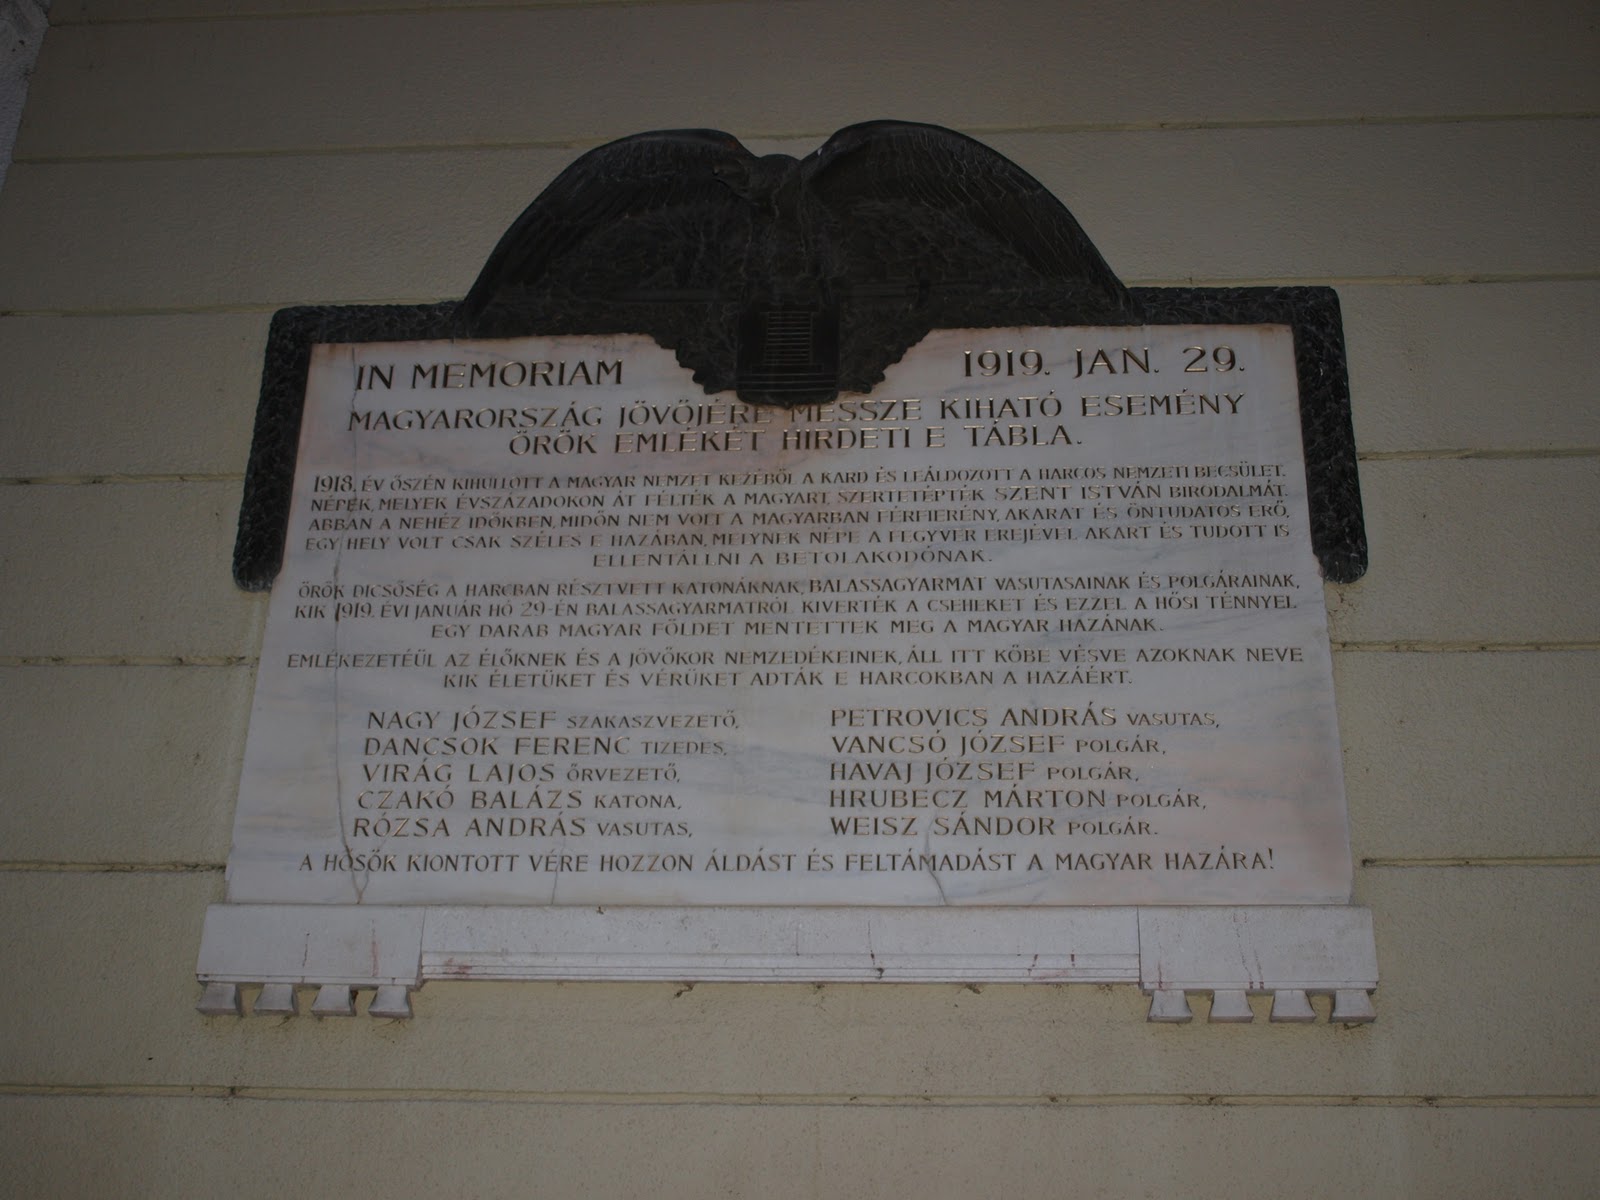 IN MEMORIAM 1919. JAN. 29.
MAGYARORSZÁG JÖVŐJÉRE MESSZE KIHATÓ ESEMÉNY
ÖRÖK EMLÉKÉT HIRDETI E TÁBLA.
1918. ÉV ŐSZÉN KIHULLOTT A MAGYAR NEMZET KEZÉBŐL A KARD ÉS LEÁLDOZOTT A HARCOS NEMZETI BECSÜLET.
NÉPEK, MELYEK ÉVSZÁZADOKON ÁT FÉLTÉK A MAGYART, SZERTETÉPTÉK SZENT ISTVÁN BIRODALMÁT.
ABBAN A NEHÉZ IDŐKBEN, MIDŐN NEM VOLT A MAGYARBAN FÉRFIERÉNY, AKARAT ÉS ÖNTUDATOS ERŐ,
EGY HELY VOLT CSAK SZÉLES E HAZÁBAN, MELYNEK NÉPE A FEGYVER EREJÉVEL AKART ÉS TUDOTT IS
ELLENTÁLLNI A BETOLAKODÓNAK.
ÖRÖK DICSŐSÉG A HARCBAN RÉSZTVETT KATONÁKNAK, BALASSAGYARMAT VASUTASAINAK ÉS POLGÁRAINAK,
KIK 1919. ÉVI JANUÁR HÓ 29-ÉN BALASSAGYARMATRÓL KIVERTÉK A CSEHEKET ÉS EZZEL A HŐSI TÉNNYEL
EGY DARAB MAGYAR FÖLDET MENTETTEK MEG A MAGYAR HAZÁNAK.
EMLÉKEZETÉÜL AZ ÉLŐKNEK ÉS A JÖVŐKOR NEMZEDÉKEINEK, ÁLL ITT KŐBE VÉSVE AZOKNAK NEVE
KIK ÉLETÜKET ÉS VÉRÜKET ADTÁK E HARCOKBAN A HAZÁÉRT.
NAGY JÓZSEF SZAKASZVEZETŐ,
DANCSOK FERENC TIZEDES,
VIRÁG LAJOS ŐRVEZETŐ,
CZAKÓ BALÁZS KATONA,
RÓZSA ANDRÁS VASUTAS,
PETROVICS ANDRÁS VASUTAS,
VANCSÓ JÓZSEF POLGÁR,
HAVAJ JÓZSEF POLGÁR,
HRUBECZ MÁRTON POLGÁR,
WEISZ SÁNDOR POLGÁR.
A HŐSÖK KIONTOTT VÉRE HOZZON ÁLDÁST ÉS FELTÁMADÁST A MAGYAR HAZÁRA!